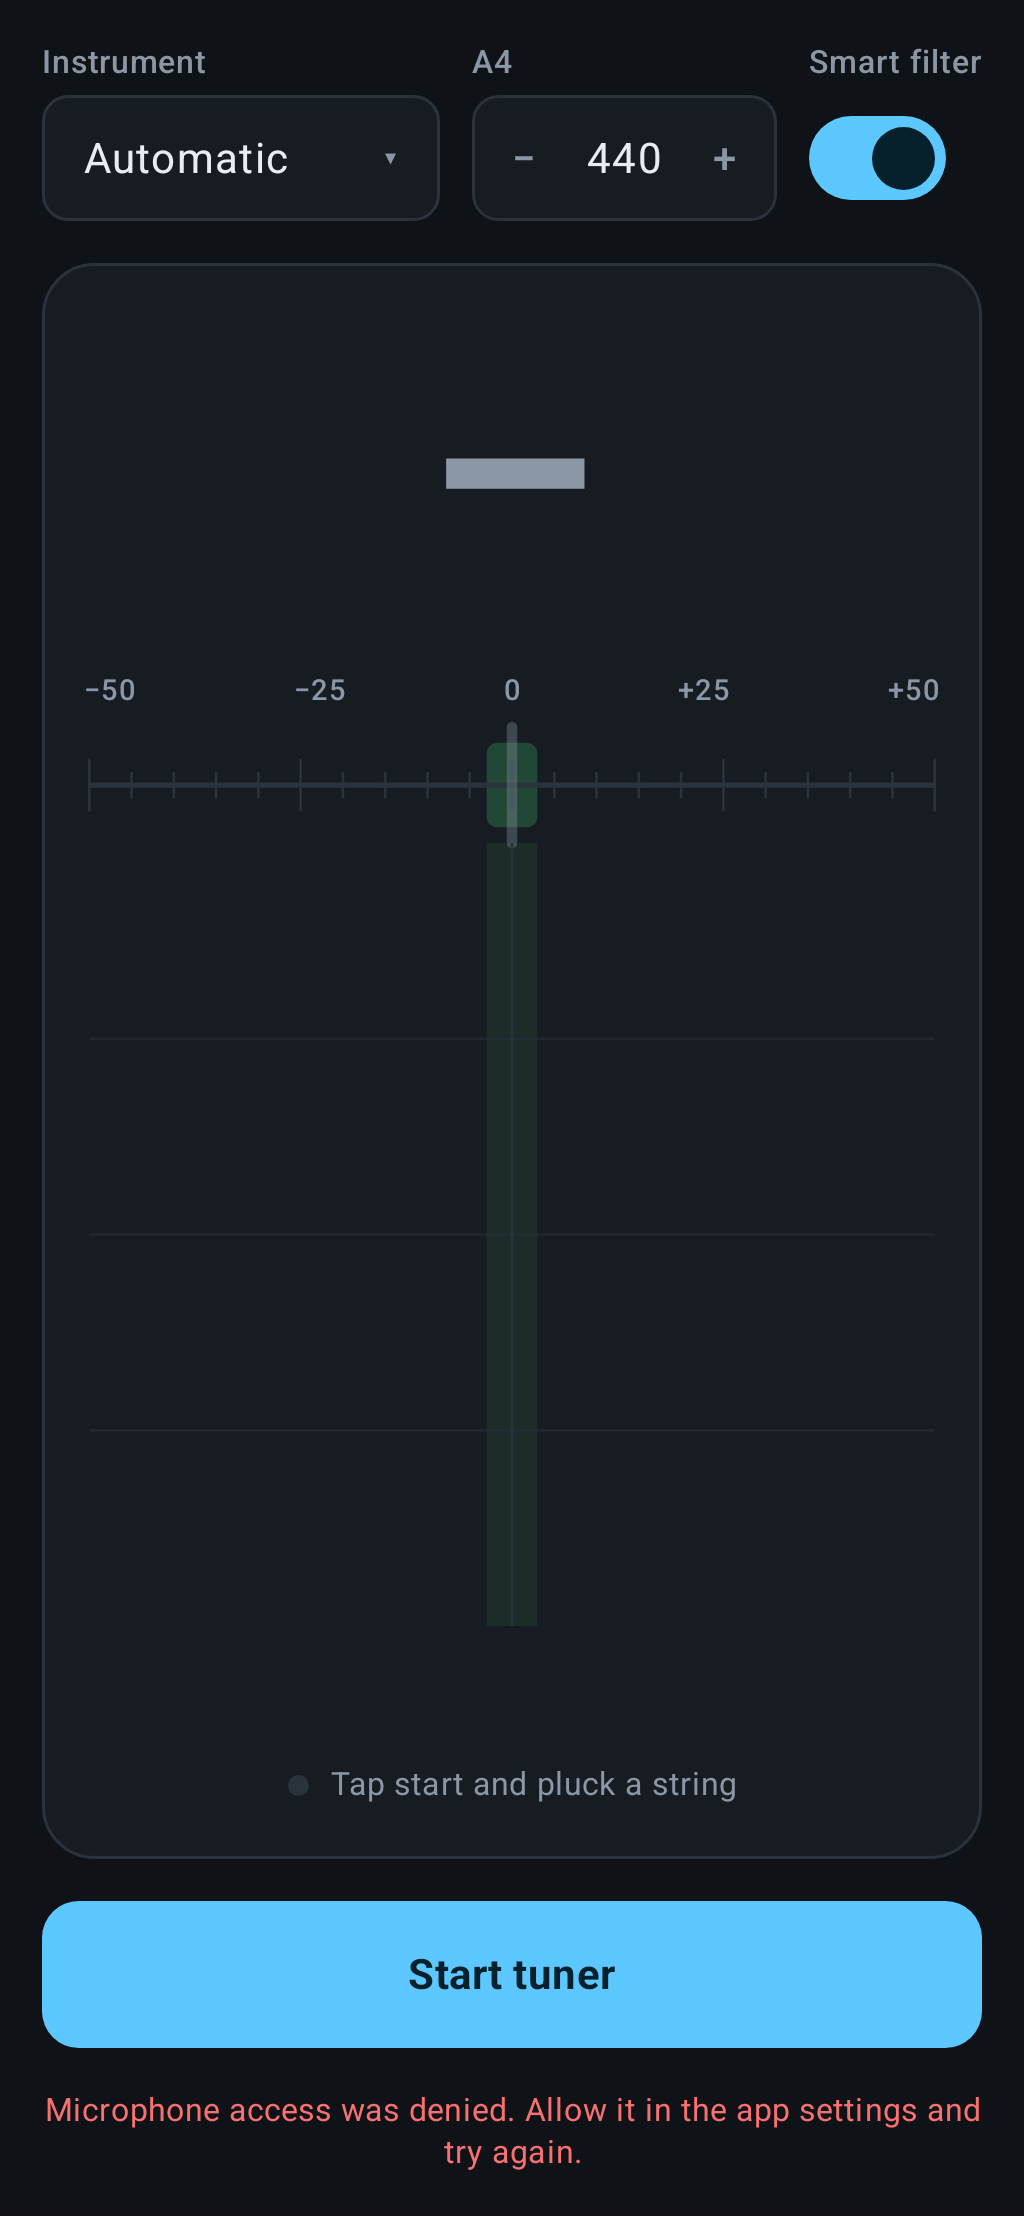 Instrument
A4
Smart filter
Automatic
− 440 +
−50 −25 0 +25 +50
Tap start and pluck a string
Start tuner
Microphone access was denied. Allow it in the app settings and
try again.